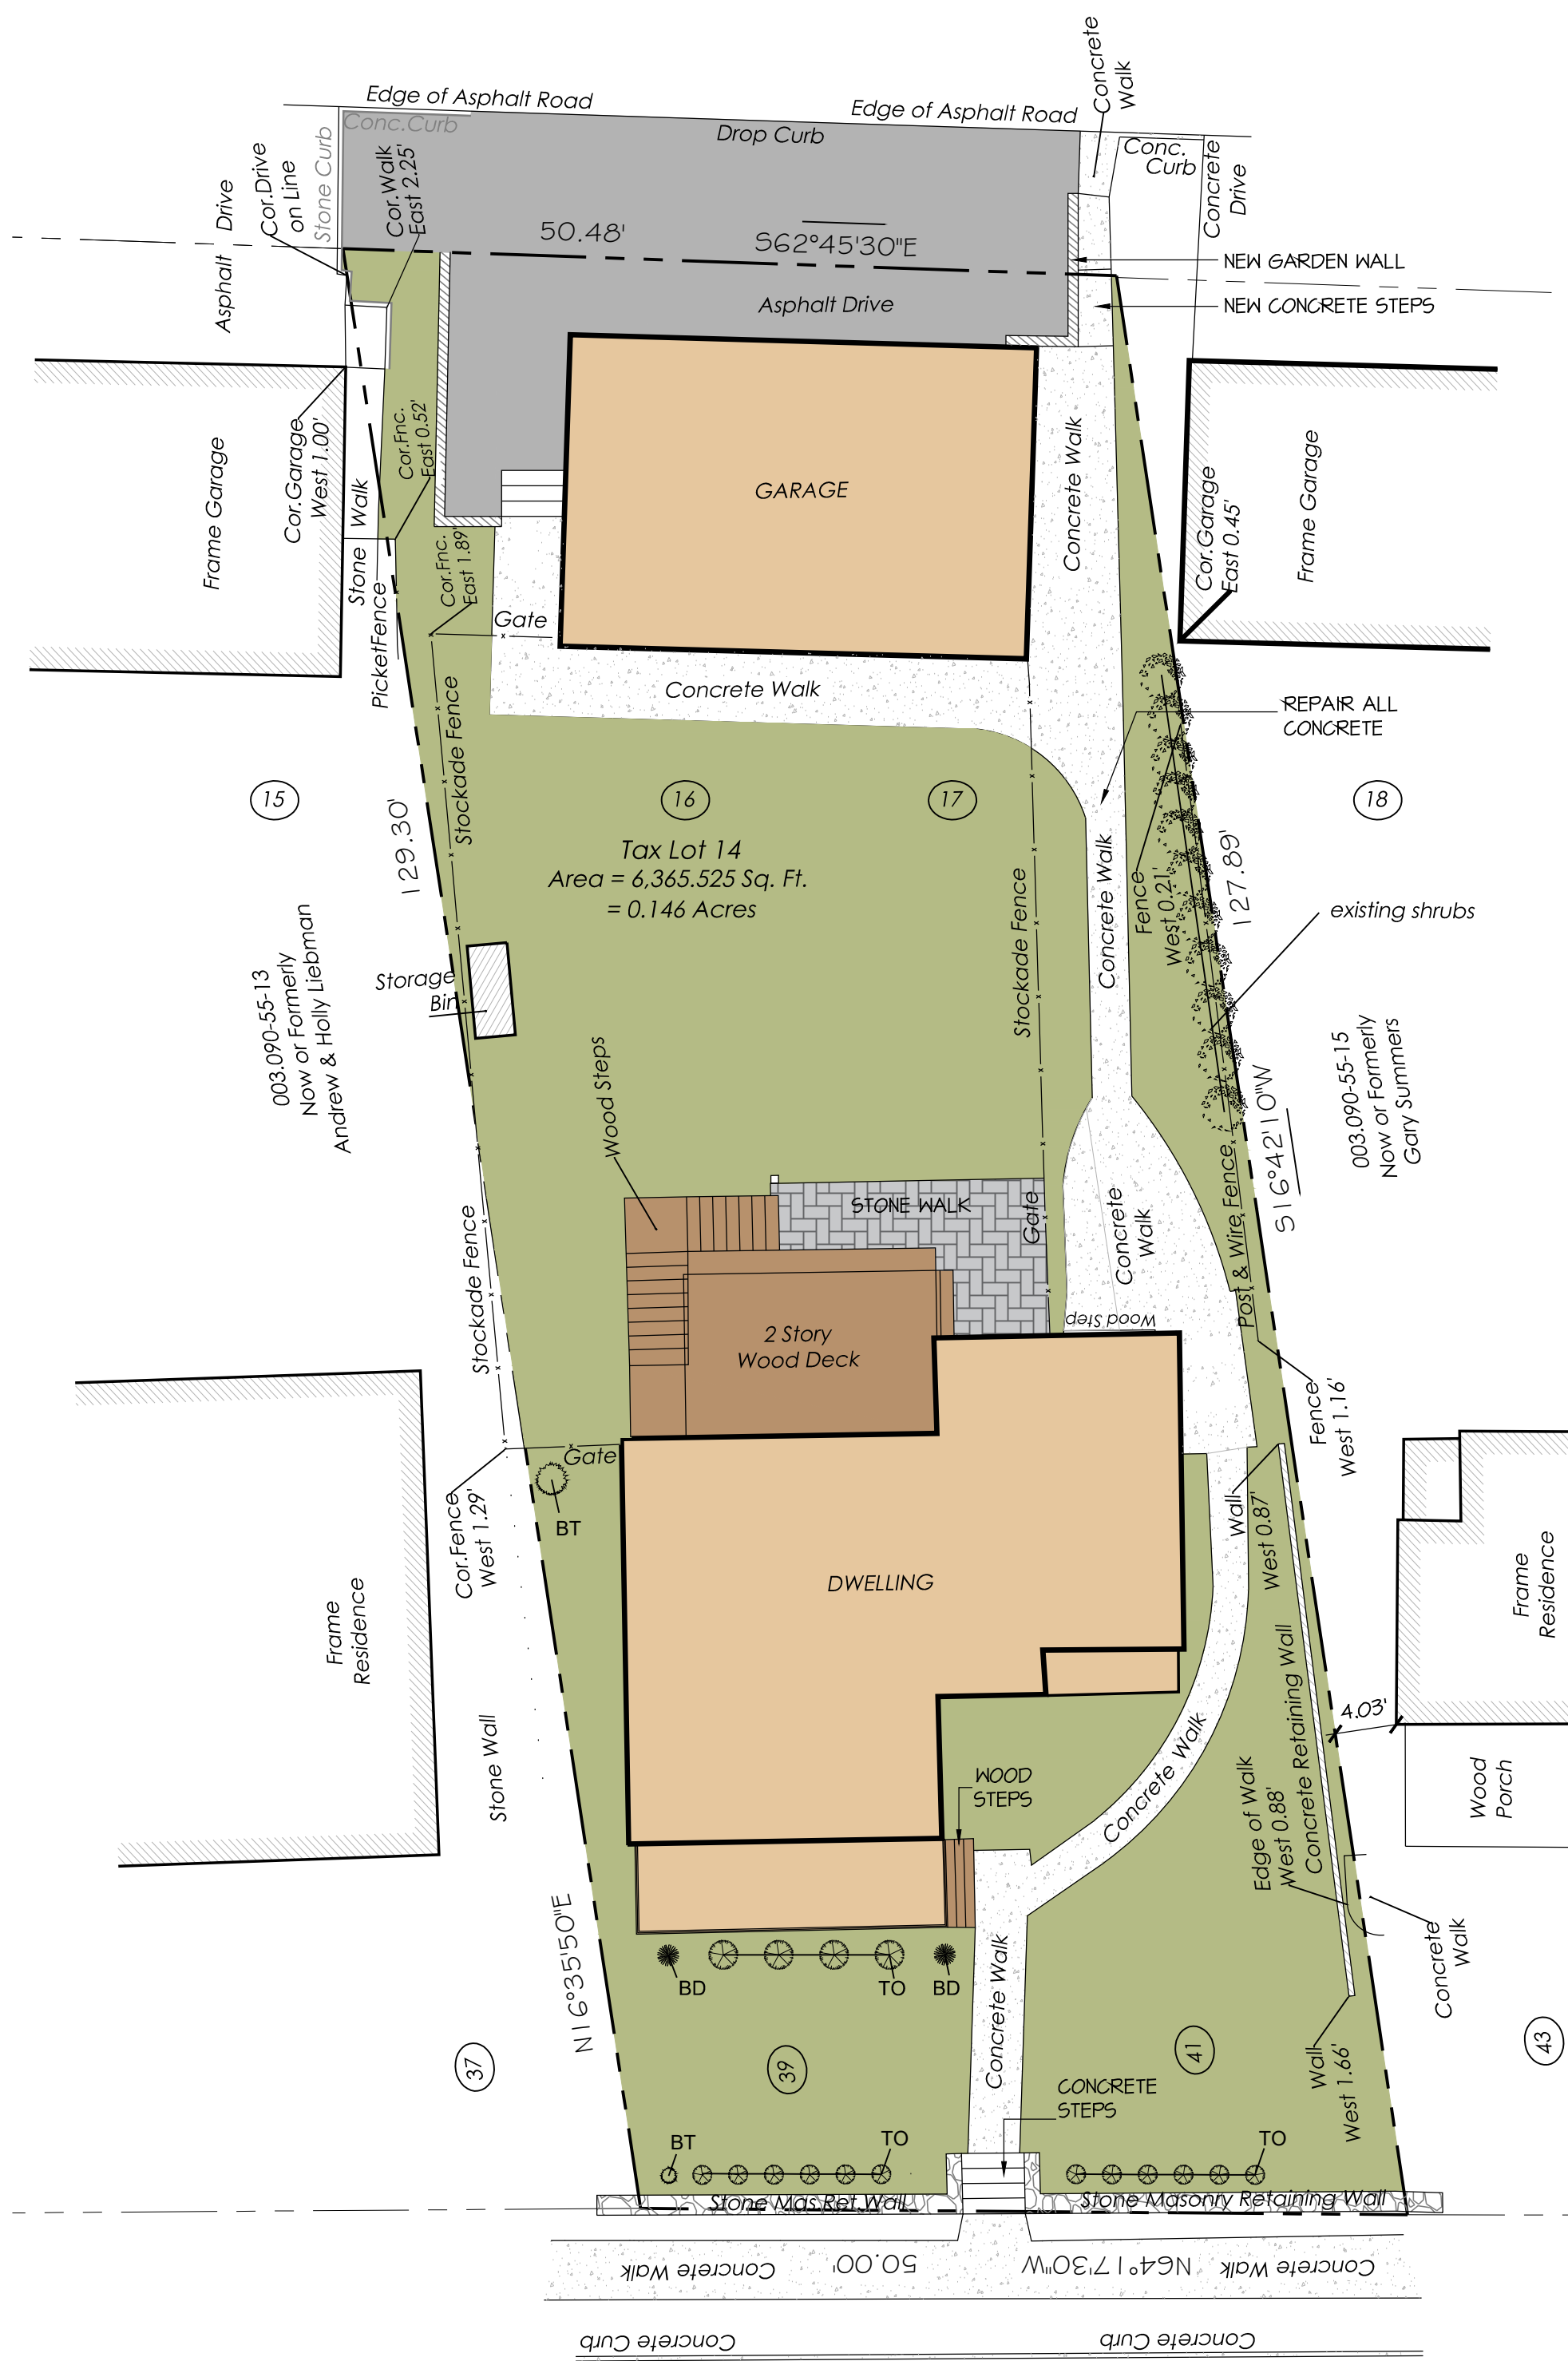 Concrete
Walk
Edge of Asphalt Road
Edge of Asphalt Road
Conc.Curb
Drop Curb
Conc.
Curb
Stone Curb
Cor.Drive
on Line
Cor.Walk
East 2.25'
Asphalt Drive
Concrete
Drive
50.48'
S62°45'30"E
NEW GARDEN WALL
NEW CONCRETE STEPS
Asphalt Drive
Frame Garage
Cor.Garage
West 1.00'
Cor.Fnc.
East 0.52'
Stone Walk
GARAGE
Concrete Walk
Cor.Garage
East 0.45'
Frame Garage
Cor.Fnc.
East 1.89'
PicketFence
Gate
Concrete Walk
Stockade Fence
REPAIR ALL
CONCRETE
15
16
17
18
129.30'
Tax Lot 14
Area = 6,365.525 Sq. Ft.
= 0.146 Acres
Stockade Fence
Concrete Walk
Fence
West 0.21'
127.89'
existing shrubs
003.090-55-13
Now or Formerly
Andrew & Holly Liebman
Storage
Bin
003.090-55-15
Now or Formerly
Gary Summers
Wood Steps
S16°42'10"W
STONE WALK
Gate
Concrete
Walk
Post & Wire Fence
Stockade Fence
Wood Step
2 Story
Wood Deck
Fence
West 1.16'
Gate
BT
Cor.Fence
West 1.29'
Wall
West 0.87'
DWELLING
Frame
Residence
Frame
Residence
Stone Wall
Concrete Retaining Wall
4.03'
Wood
Porch
WOOD
STEPS
Concrete Walk
Edge of Walk
West 0.88'
Concrete
Walk
N16°35'50"E
BD
TO
BD
Concrete Walk
37
39
41
43
Wall
West 1.66'
CONCRETE
STEPS
BT
TO
TO
Stone Mas.Ret.Wall
Stone Masonry Retaining Wall
Concrete Walk
50.00'
N64°17'30"W
Concrete Walk
Concrete Curb
Concrete Curb